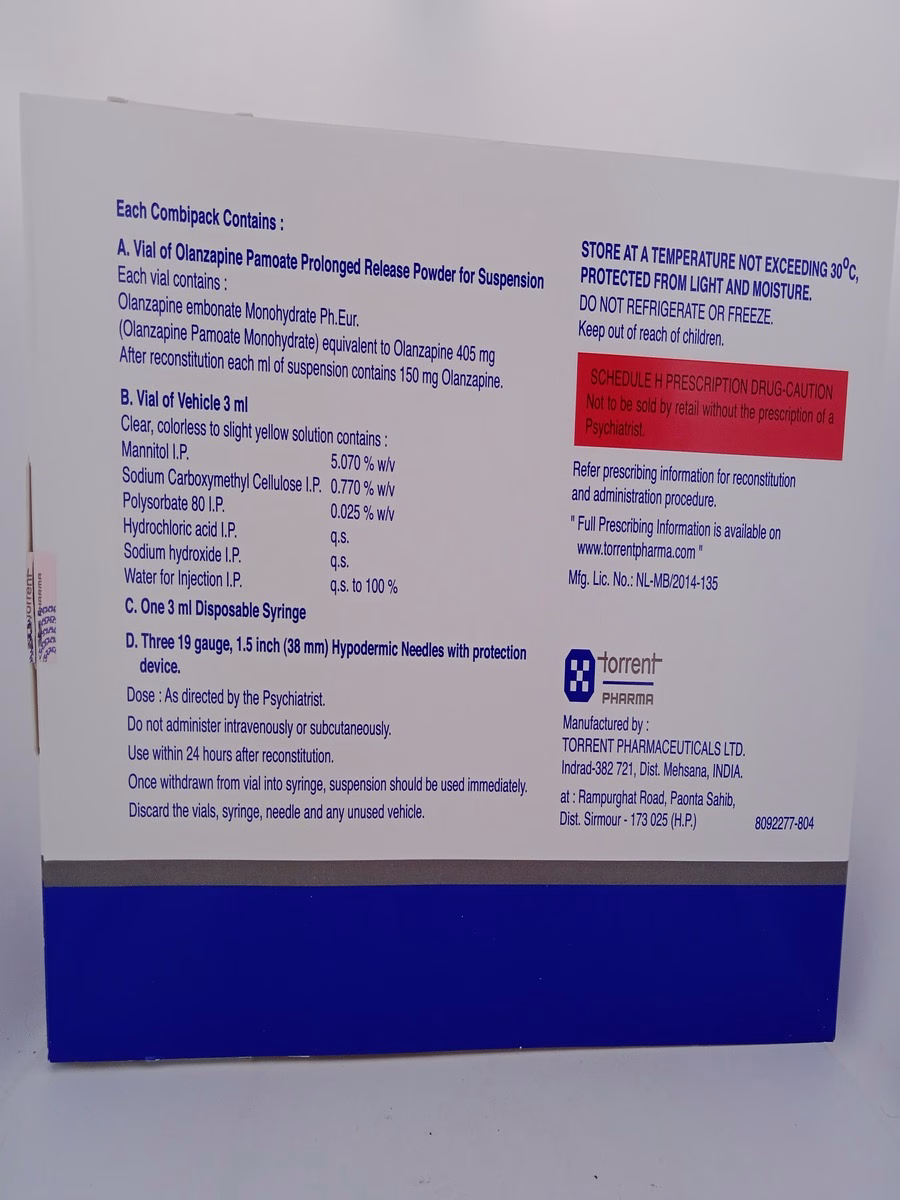 Each Combipack Contains :
A. Vial of Olanzapine Pamoate Prolonged Release Powder for Suspension
Each vial contains :
Olanzapine embonate Monohydrate Ph.Eur.
(Olanzapine Pamoate Monohydrate) equivalent to Olanzapine 405 mg
After reconstitution each ml of suspension contains 150 mg Olanzapine.
B. Vial of Vehicle 3 ml
Clear, colorless to slight yellow solution contains :
Mannitol I.P. 5.070 % w/v
Sodium Carboxymethyl Cellulose I.P. 0.770 % w/v
Polysorbate 80 I.P. 0.025 % w/v
Hydrochloric acid I.P. q.s.
Sodium hydroxide I.P. q.s.
Water for Injection I.P. q.s. to 100 %
C. One 3 ml Disposable Syringe
D. Three 19 gauge, 1.5 inch (38 mm) Hypodermic Needles with protection
device.
Dose : As directed by the Psychiatrist.
Do not administer intravenously or subcutaneously.
Use within 24 hours after reconstitution.
Once withdrawn from vial into syringe, suspension should be used immediately.
Discard the vials, syringe, needle and any unused vehicle.
STORE AT A TEMPERATURE NOT EXCEEDING 30⁰C,
PROTECTED FROM LIGHT AND MOISTURE.
DO NOT REFRIGERATE OR FREEZE.
Keep out of reach of children.
SCHEDULE H PRESCRIPTION DRUG-CAUTION
Not to be sold by retail without the prescription of a
Psychiatrist.
Refer prescribing information for reconstitution
and administration procedure.
" Full Prescribing Information is available on
www.torrentpharma.com "
Mfg. Lic. No.: NL-MB/2014-135
torrent
PHARMA
Manufactured by :
TORRENT PHARMACEUTICALS LTD.
Indrad-382 721, Dist. Mehsana, INDIA.
at : Rampurghat Road, Paonta Sahib,
Dist. Sirmour - 173 025 (H.P.)
8092277-804
torrent
PHARMA